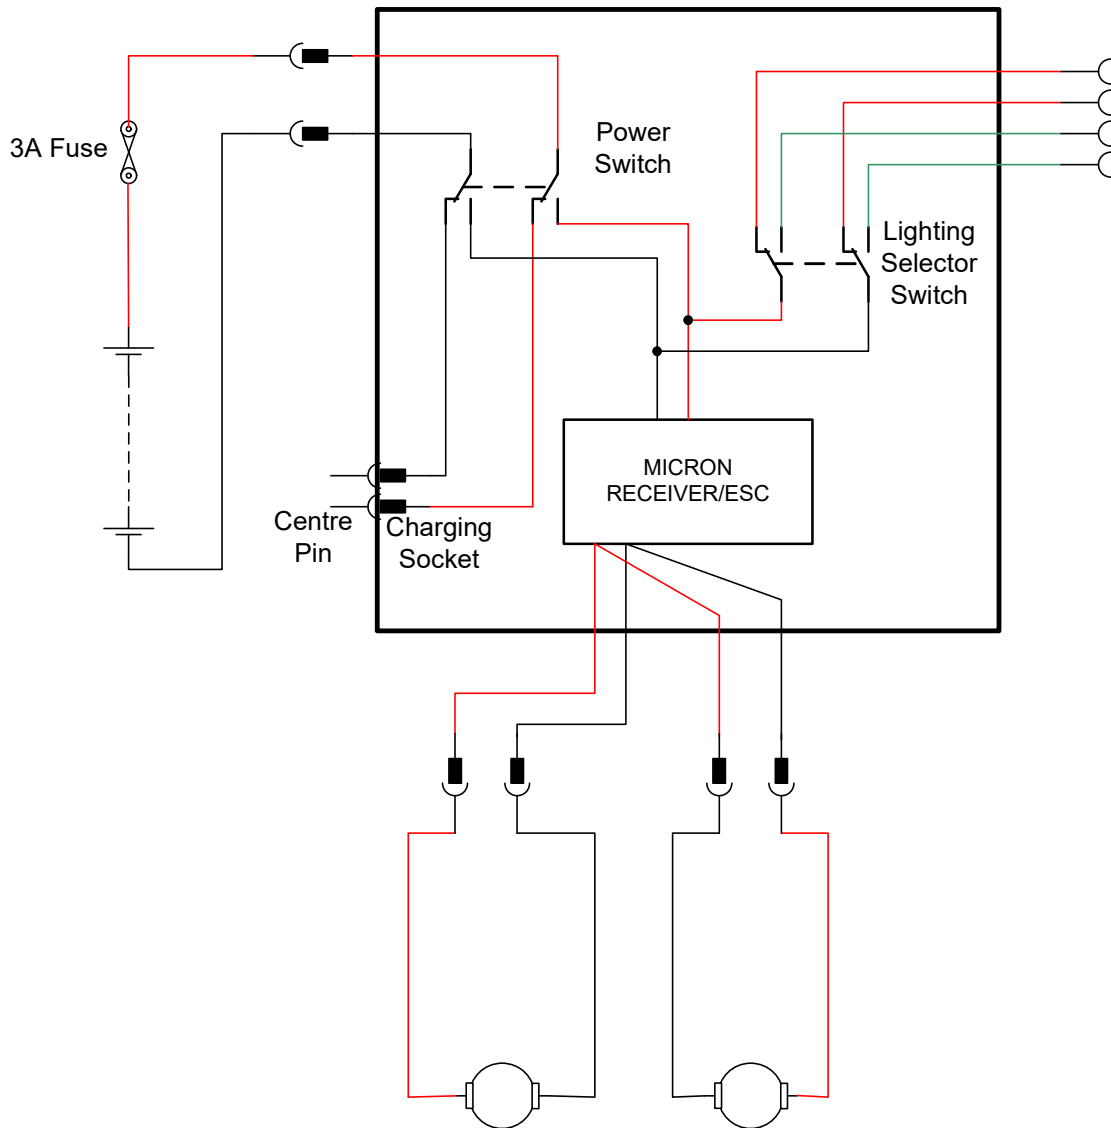 3A Fuse
Power
Switch
Lighting
Selector
Switch
MICRON
RECEIVER/ESC
Centre
Pin
Charging
Socket